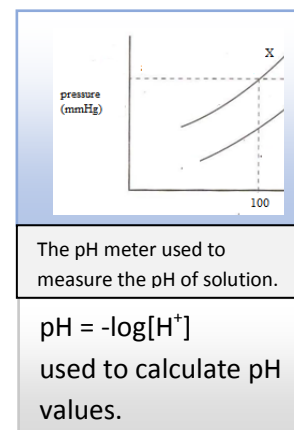 X
pressure
(mmHg)
100
The pH meter used to
measure the pH of solution.
pH = -log[H⁺]
used to calculate pH
values.